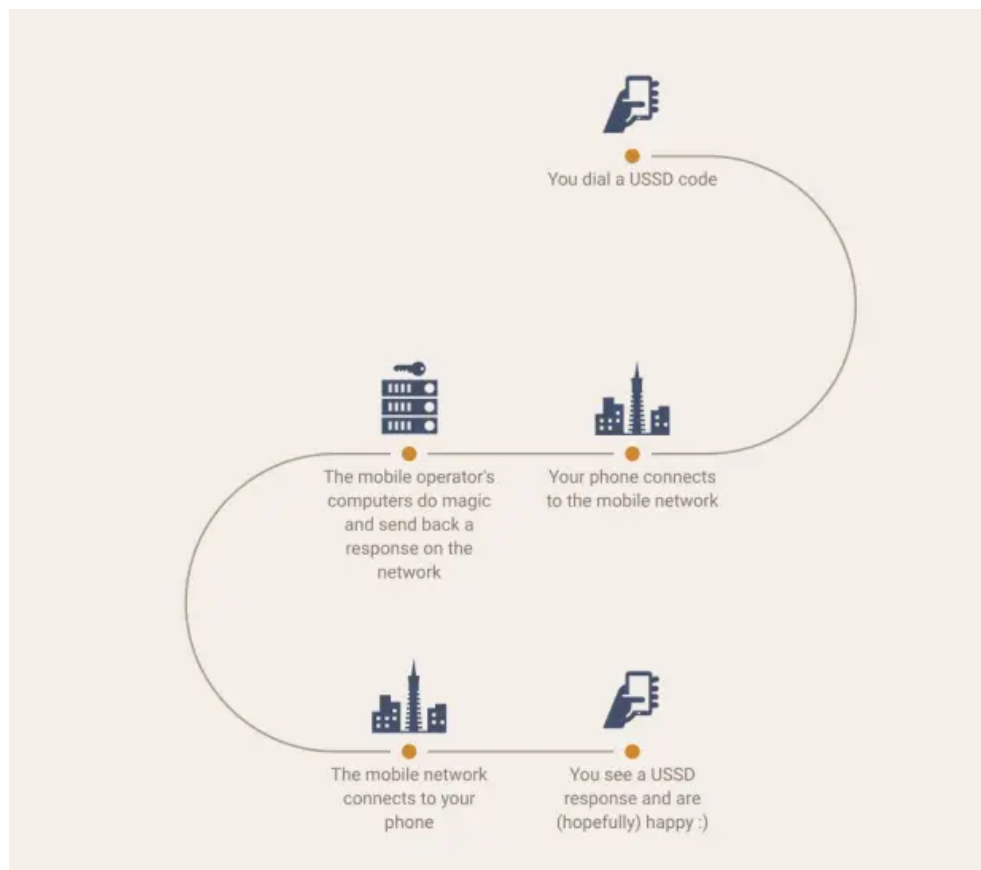 You dial a USSD code
Your phone connects
to the mobile network
The mobile operator's
computers do magic
and send back a
response on the
network
The mobile network
connects to your
phone
You see a USSD
response and are
(hopefully) happy :)